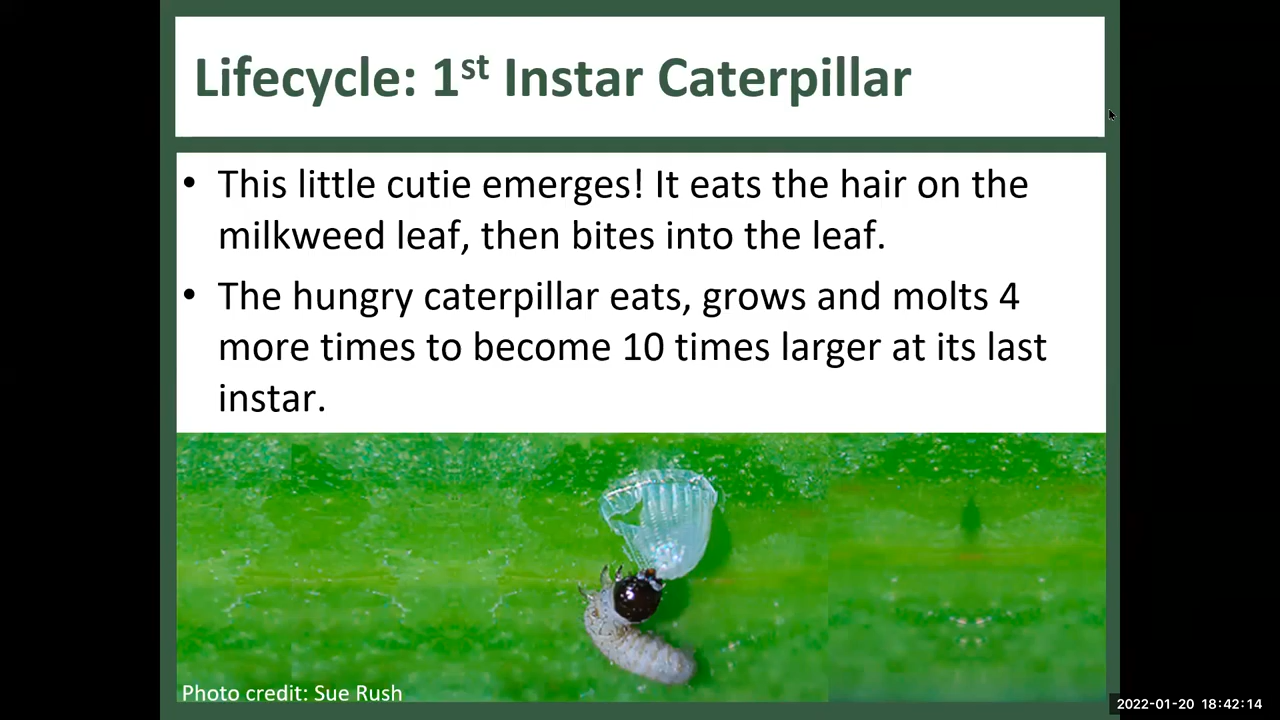 Lifecycle: 1st Instar Caterpillar
• This little cutie emerges! It eats the hair on the
milkweed leaf, then bites into the leaf.
• The hungry caterpillar eats, grows and molts 4
more times to become 10 times larger at its last
instar.
Photo credit: Sue Rush
2022-01-20 18:42:14